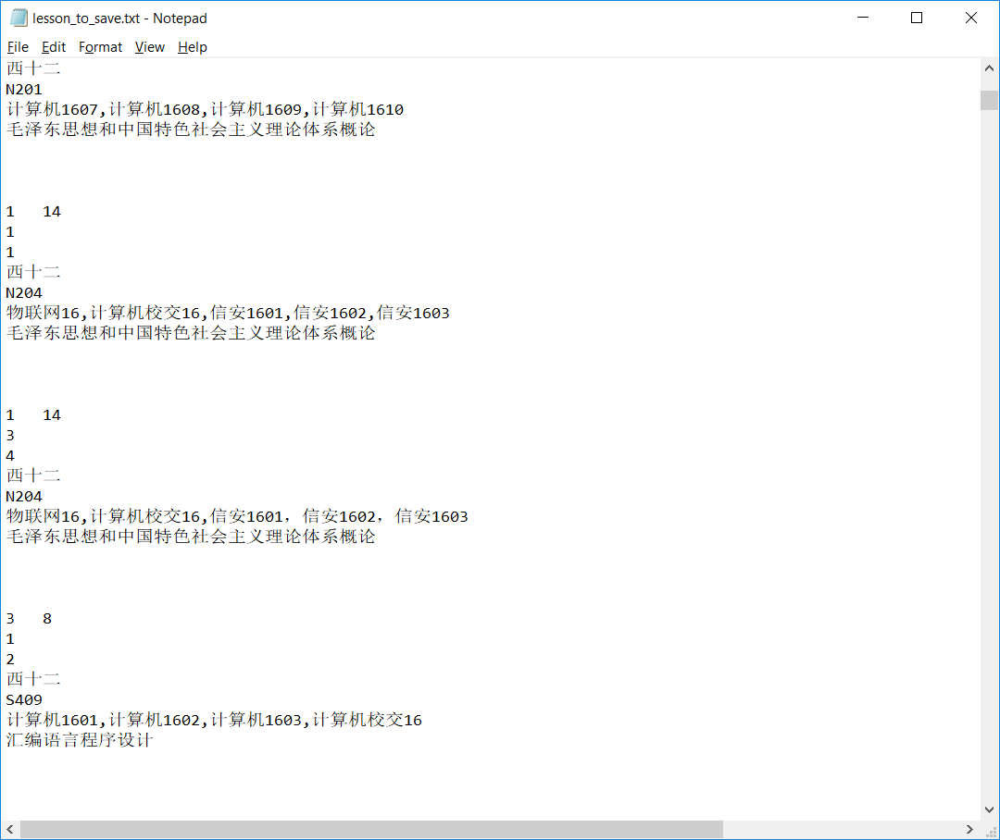 lesson_to_save.txt - Notepad
File Edit Format View Help
西十二
N201
计算机1607,计算机1608,计算机1609,计算机1610
毛泽东思想和中国特色社会主义理论体系概论
1 14
1
1
西十二
N204
物联网16,计算机校交16,信安1601,信安1602,信安1603
毛泽东思想和中国特色社会主义理论体系概论
1 14
3
4
西十二
N204
物联网16,计算机校交16,信安1601，信安1602，信安1603
毛泽东思想和中国特色社会主义理论体系概论
3 8
1
2
西十二
S409
计算机1601,计算机1602,计算机1603,计算机校交16
汇编语言程序设计